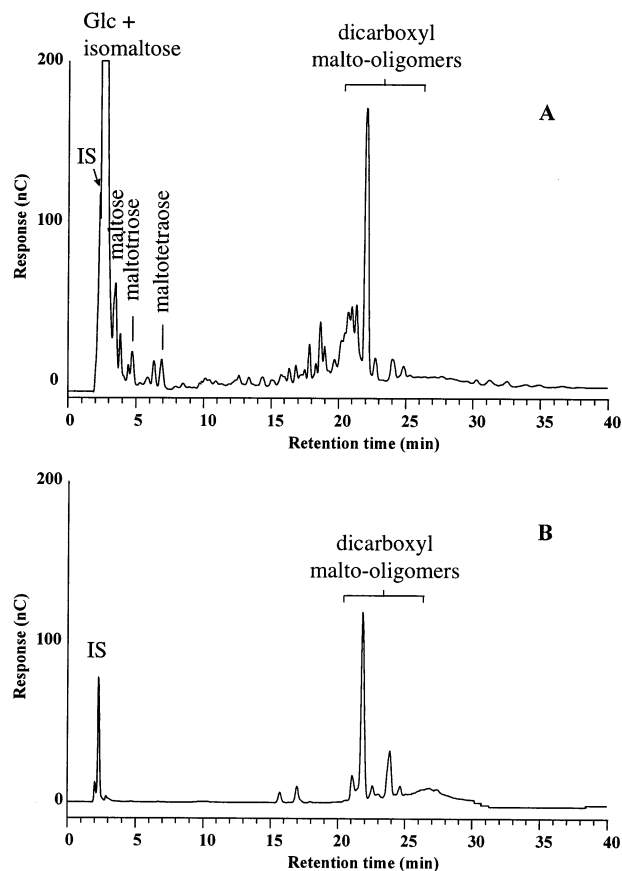 Glc +
isomaltose
dicarboxyl
malto-oligomers
A
200
IS
maltose
maltotriose
maltotetraose
Response (nC)
100
0
0 5 10 15 20 25 30 35 40
Retention time (min)
200
B
dicarboxyl
malto-oligomers
Response (nC)
100
IS
0
0 5 10 15 20 25 30 35 40
Retention time (min)